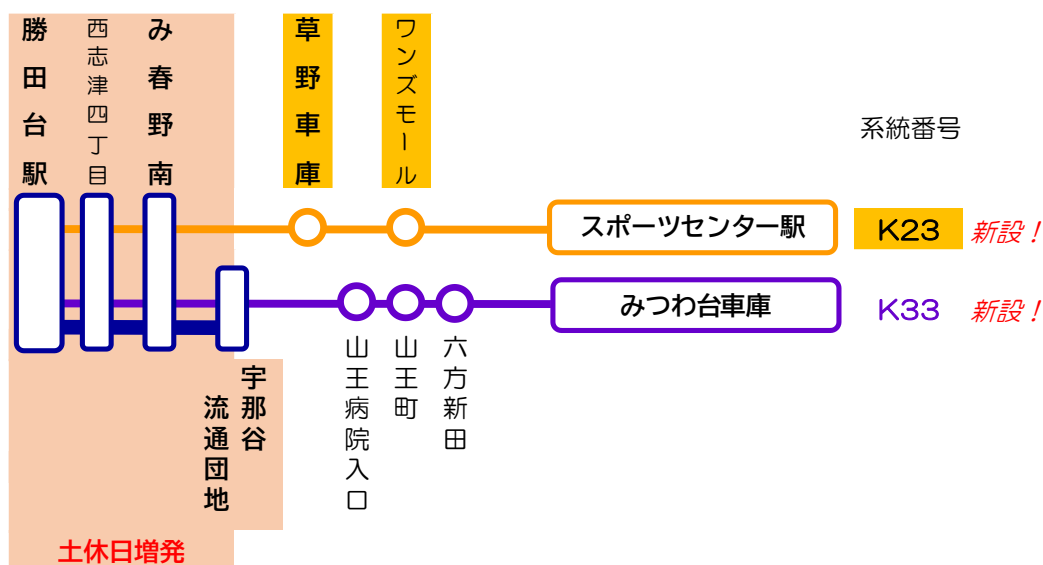 勝田台駅
西志津四丁目
み春野南
草野車庫
ワンズモール
系統番号
スポーツセンター駅
K23
新設！
みつわ台車庫
K33
新設！
宇那谷
流通団地
山王病院入口
山王町
六方新田
土休日増発